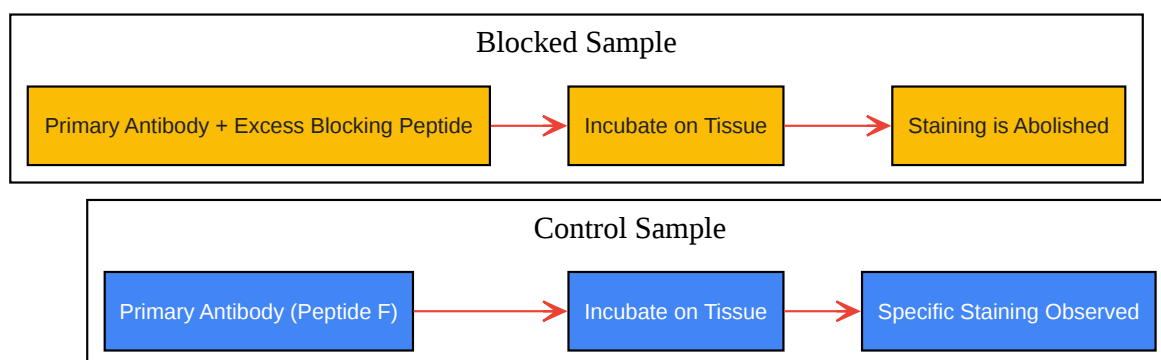 Blocked Sample
Primary Antibody + Excess Blocking Peptide
Incubate on Tissue
Staining is Abolished
Control Sample
Primary Antibody (Peptide F)
Incubate on Tissue
Specific Staining Observed